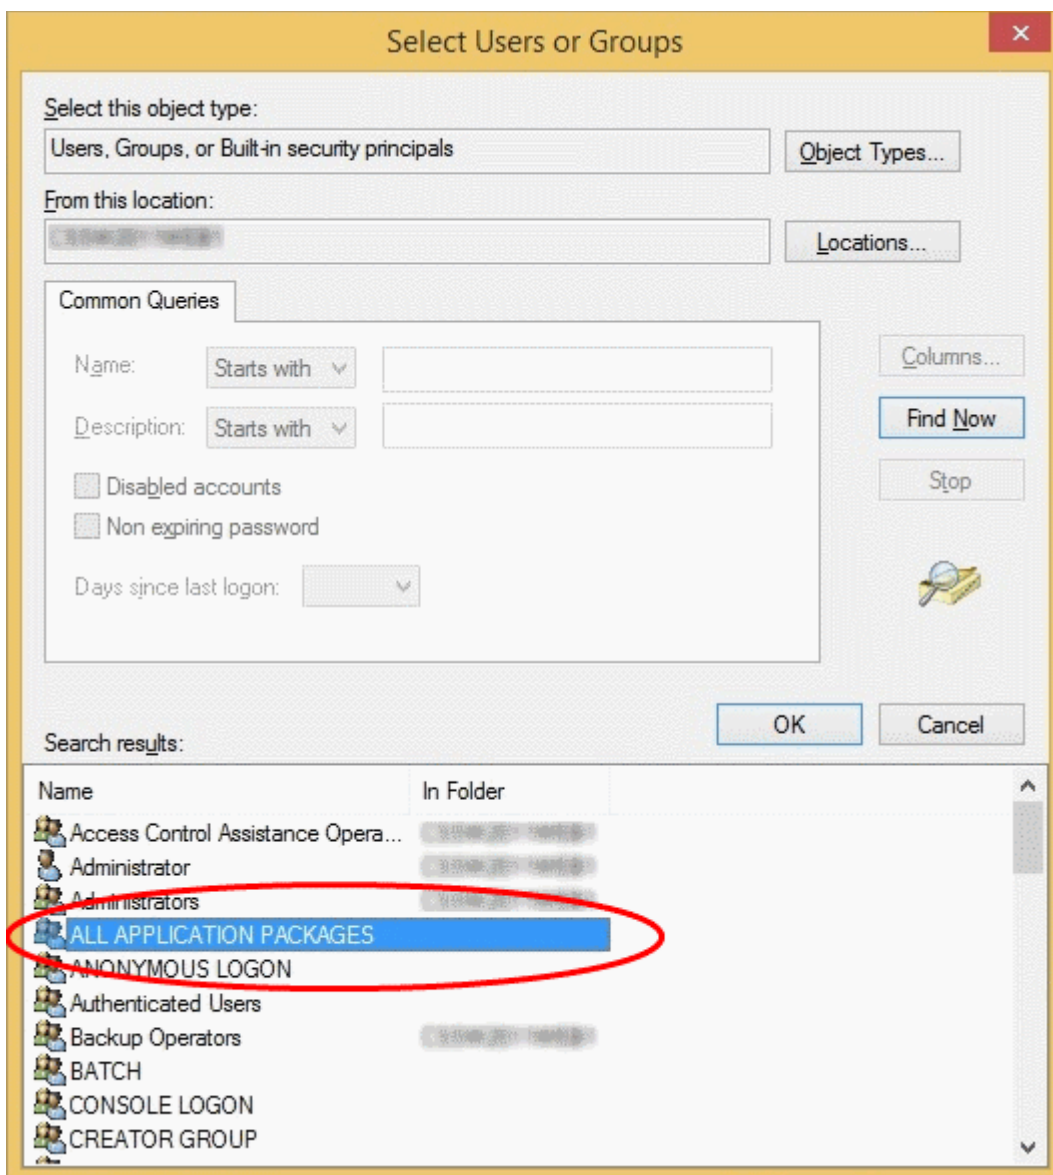 Select Users or Groups
Select this object type:
Users, Groups, or Built-in security principals
Object Types...
From this location:
Locations...
Common Queries
Name:
Starts with
Columns...
Description:
Starts with
Find Now
Disabled accounts
Stop
Non expiring password
Days since last logon:
OK
Cancel
Search results:
Name In Folder
Access Control Assistance Opera...
Administrator
Administrators
ALL APPLICATION PACKAGES
ANONYMOUS LOGON
Authenticated Users
Backup Operators
BATCH
CONSOLE LOGON
CREATOR GROUP